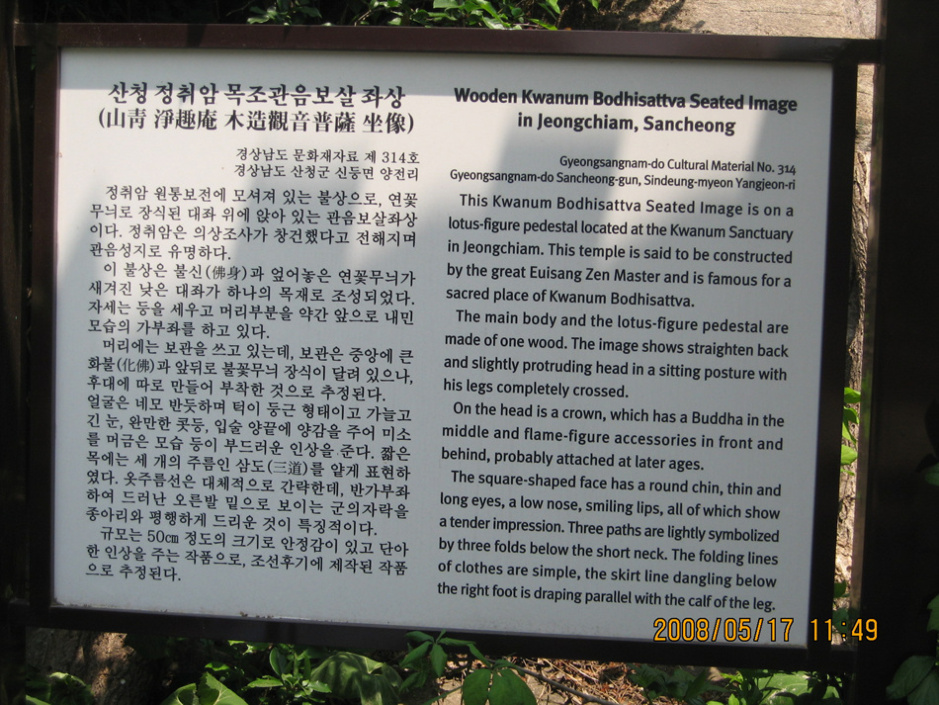 산청 정취암 목조관음보살 좌상
(山靑 淨趣庵 木造觀音普薩 坐像)
경상남도 문화재자료 제 314호
경상남도 산청군 신등면 양전리
정취암 원통보전에 모셔져 있는 불상으로, 연꽃
무늬로 장식된 대좌 위에 앉아 있는 관음보살좌상
이다. 정취암은 의상조사가 창건했다고 전해지며
관음성지로 유명하다.
이 불상은 불신(佛身)과 엎어놓은 연꽃무늬가
새겨진 낮은 대좌가 하나의 목재로 조성되었다.
자세는 등을 세우고 머리부분을 약간 앞으로 내민
모습의 가부좌를 하고 있다.
머리에는 보관을 쓰고 있는데, 보관은 중앙에 큰
화불(化佛)과 앞뒤로 불꽃무늬 장식이 달려 있으나,
후대에 따로 만들어 부착한 것으로 추정된다.
얼굴은 네모 반듯하며 턱이 둥근 형태이고 가늘고
긴 눈, 완만한 콧등, 입술 양끝에 양감을 주어 미소
를 머금은 모습 등이 부드러운 인상을 준다. 짧은
목에는 세 개의 주름인 삼도(三道)를 얕게 표현하
였다. 옷주름선은 대체적으로 간략한데, 반가부좌
하여 드러난 오른발 밑으로 보이는 군의자락을
종아리와 평행하게 드리운 것이 특징적이다.
규모는 50㎝ 정도의 크기로 안정감이 있고 단아
한 인상을 주는 작품으로, 조선후기에 제작된 작품
으로 추정된다.
Wooden Kwanum Bodhisattva Seated Image
in Jeongchiam, Sancheong
Gyeongsangnam-do Cultural Material No. 314
Gyeongsangnam-do Sancheong-gun, Sindeung-myeon Yangjeon-ri
This Kwanum Bodhisattva Seated Image is on a
lotus-figure pedestal located at the Kwanum Sanctuary
in Jeongchiam. This temple is said to be constructed
by the great Euisang Zen Master and is famous for a
sacred place of Kwanum Bodhisattva.
The main body and the lotus-figure pedestal are
made of one wood. The image shows straighten back
and slightly protruding head in a sitting posture with
his legs completely crossed.
On the head is a crown, which has a Buddha in the
middle and flame-figure accessories in front and
behind, probably attached at later ages.
The square-shaped face has a round chin, thin and
long eyes, a low nose, smiling lips, all of which show
a tender impression. Three paths are lightly symbolized
by three folds below the short neck. The folding lines
of clothes are simple, the skirt line dangling below
the right foot is draping parallel with the calf of the leg.
2008/05/17 11:49